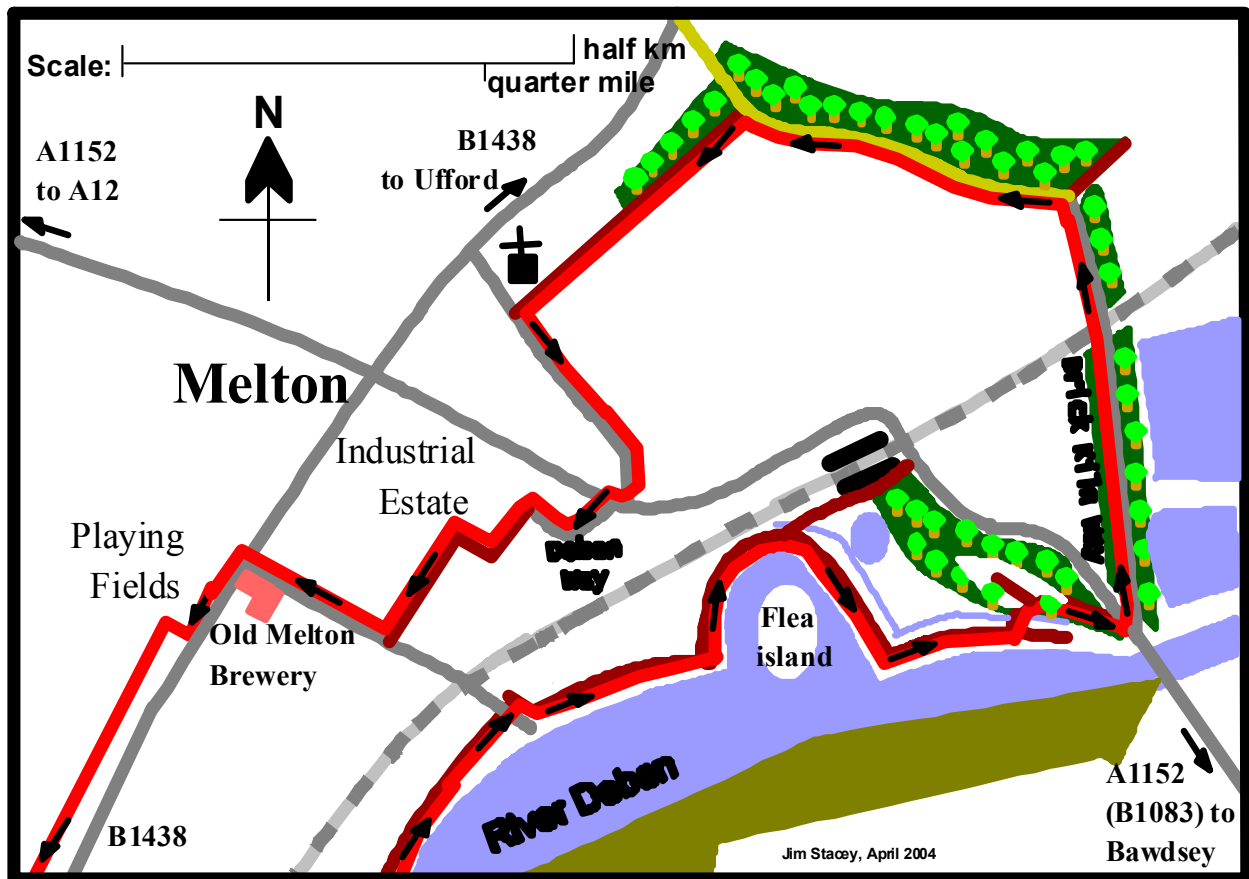 Scale:
half km
quarter mile
N
A1152
to A12
B1438
to Ufford
Melton
Industrial
Estate
Brick Kiln Way
Playing
Fields
Deben
way
Old Melton
Brewery
Flea
island
River Deben
B1438
A1152
(B1083) to
Bawdsey
Jim Stacey, April 2004